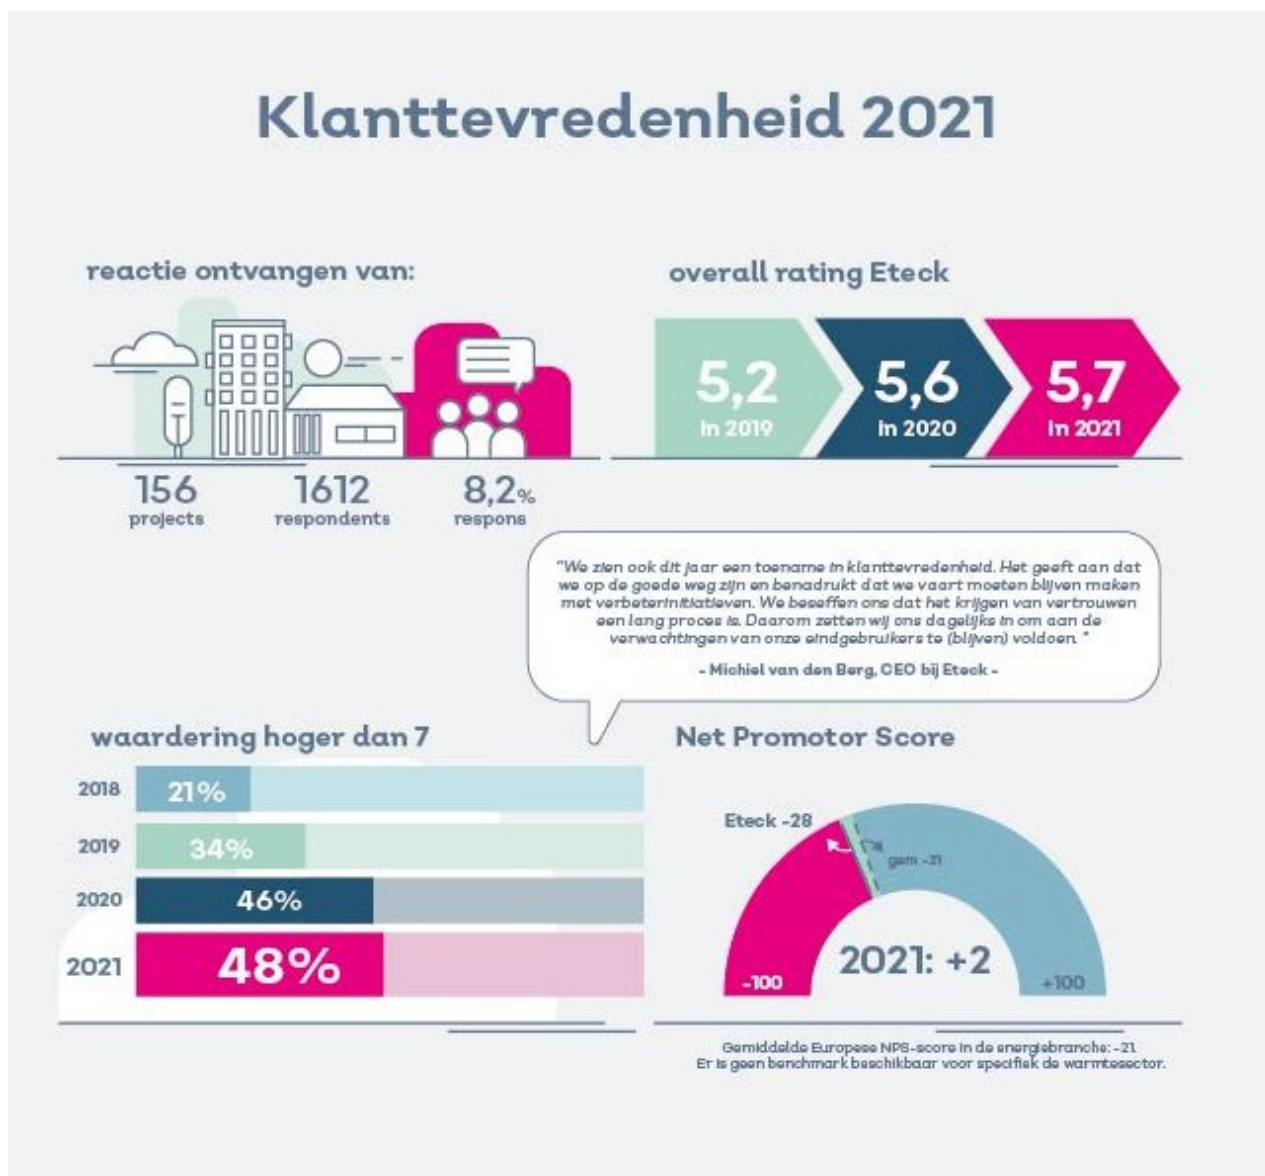 Klanttevredenheid 2021
reactie ontvangen van:
156
projects
1612
respondents
8,2%
respons
overall rating Eteck
5,2
in 2019
5,6
in 2020
5,7
in 2021
"We zien ook dit jaar een toename in klanttevredenheid. Het geeft aan dat
we op de goede weg zijn en benadrukt dat we vaart moeten blijven maken
met verbeterinitiatieven. We beseffen ons dat het krijgen van vertrouwen
een lang proces is. Daarom zetten wij ons dagelijks in om aan de
verwachtingen van onze eindgebruikers te (blijven) voldoen. "
- Michiel van den Berg, CEO bij Eteck -
waardering hoger dan 7
2018 21%
2019 34%
2020 46%
2021 48%
Net Promotor Score
Eteck -28
gem -21
2021: +2
-100
+100
Gemiddelde Europese NPS-score in de energiebranche: -21.
Er is geen benchmark beschikbaar voor specifiek de warmtesector.